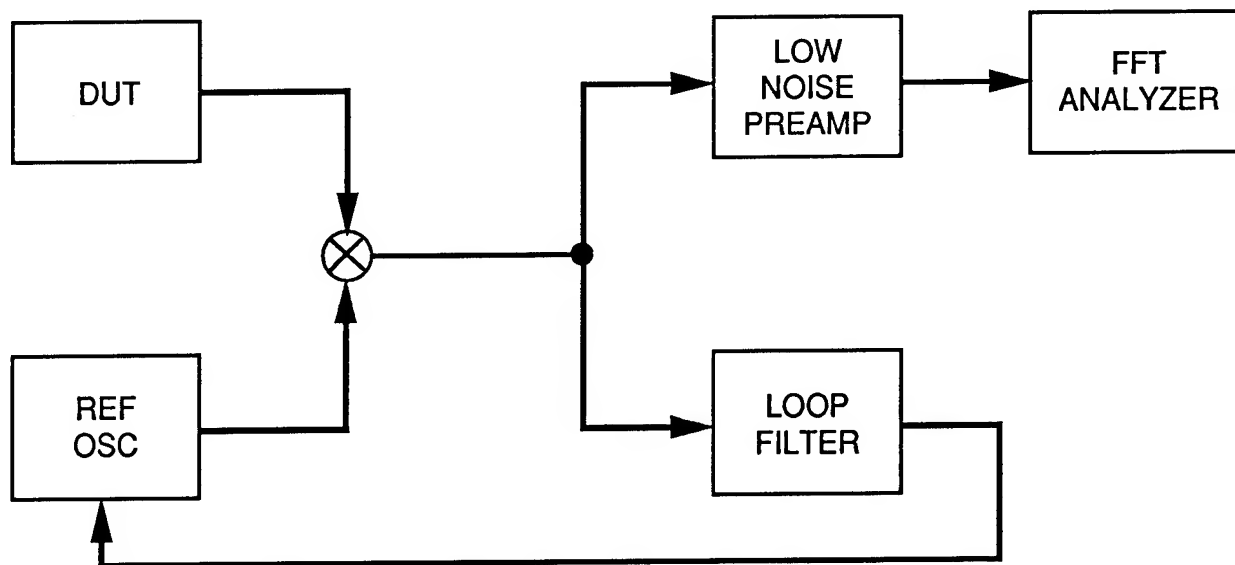 DUT
LOW
NOISE
PREAMP
FFT
ANALYZER
REF
OSC
LOOP
FILTER